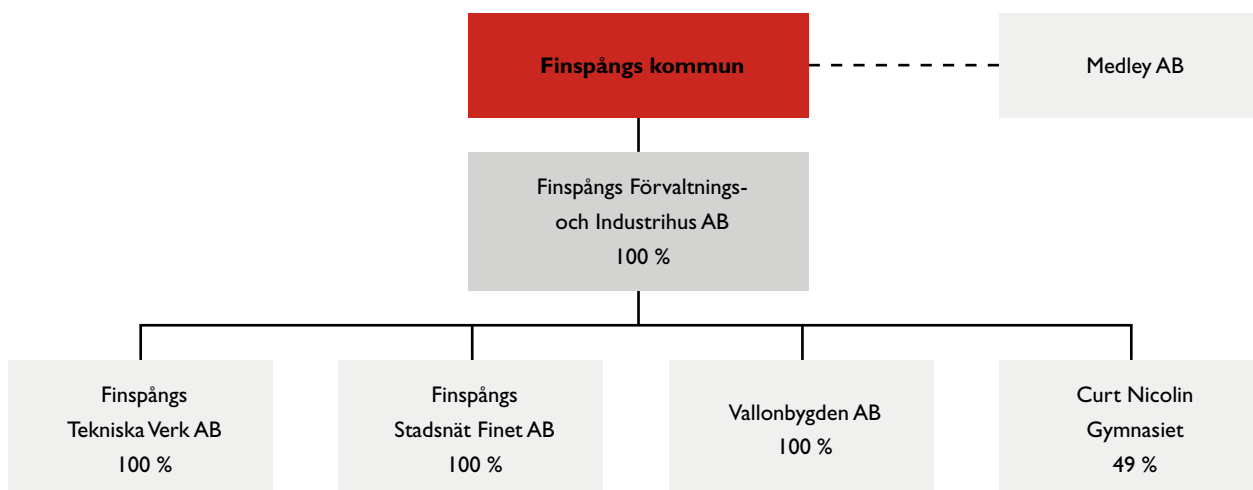 Finspångs kommun
Medley AB
Finspångs Förvaltnings-
och Industrihus AB
100 %
Finspångs
Tekniska Verk AB
100 %
Finspångs
Stadsnät Finet AB
100 %
Vallonbygden AB
100 %
Curt Nicolin
Gymnasiet
49 %